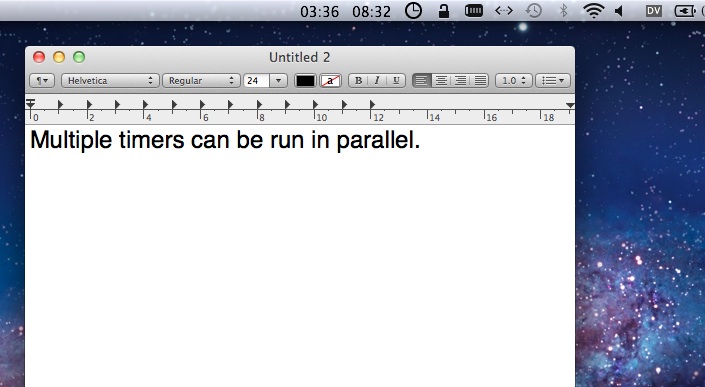 03:36 08:32 DV
Untitled 2
¶ Helvetica Regular 24 a B I U 1.0
0 2 4 6 8 10 12 14 16 18
Multiple timers can be run in parallel.